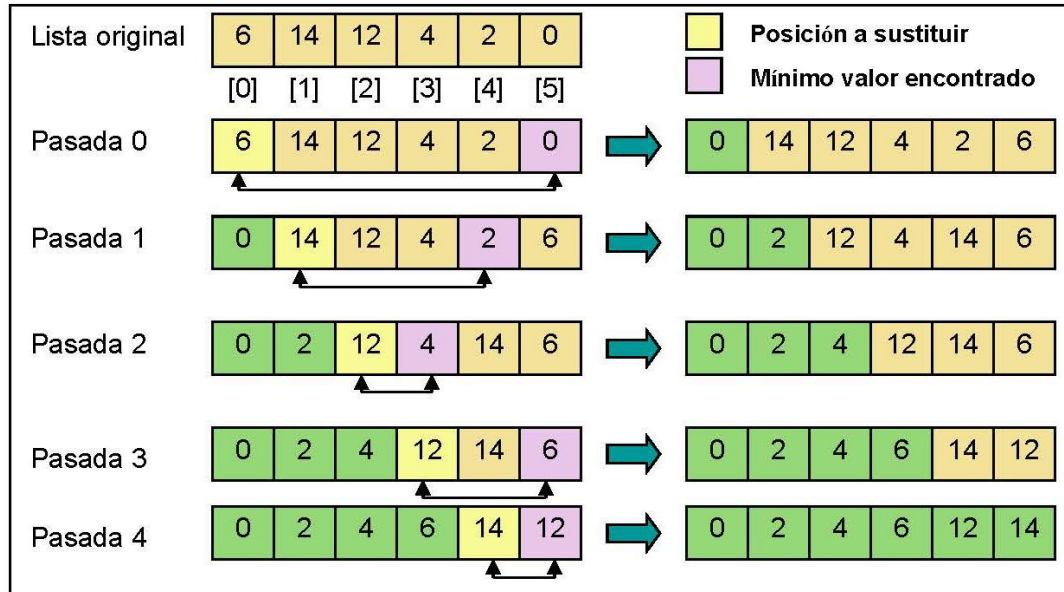 Lista original 6 14 12 4 2 0
Posición a sustituir
[0] [1] [2] [3] [4] [5]
Mínimo valor encontrado
Pasada 0 6 14 12 4 2 0 0 14 12 4 2 6
Pasada 1 0 14 12 4 2 6 0 2 12 4 14 6
Pasada 2 0 2 12 4 14 6 0 2 4 12 14 6
Pasada 3 0 2 4 12 14 6 0 2 4 6 14 12
Pasada 4 0 2 4 6 14 12 0 2 4 6 12 14